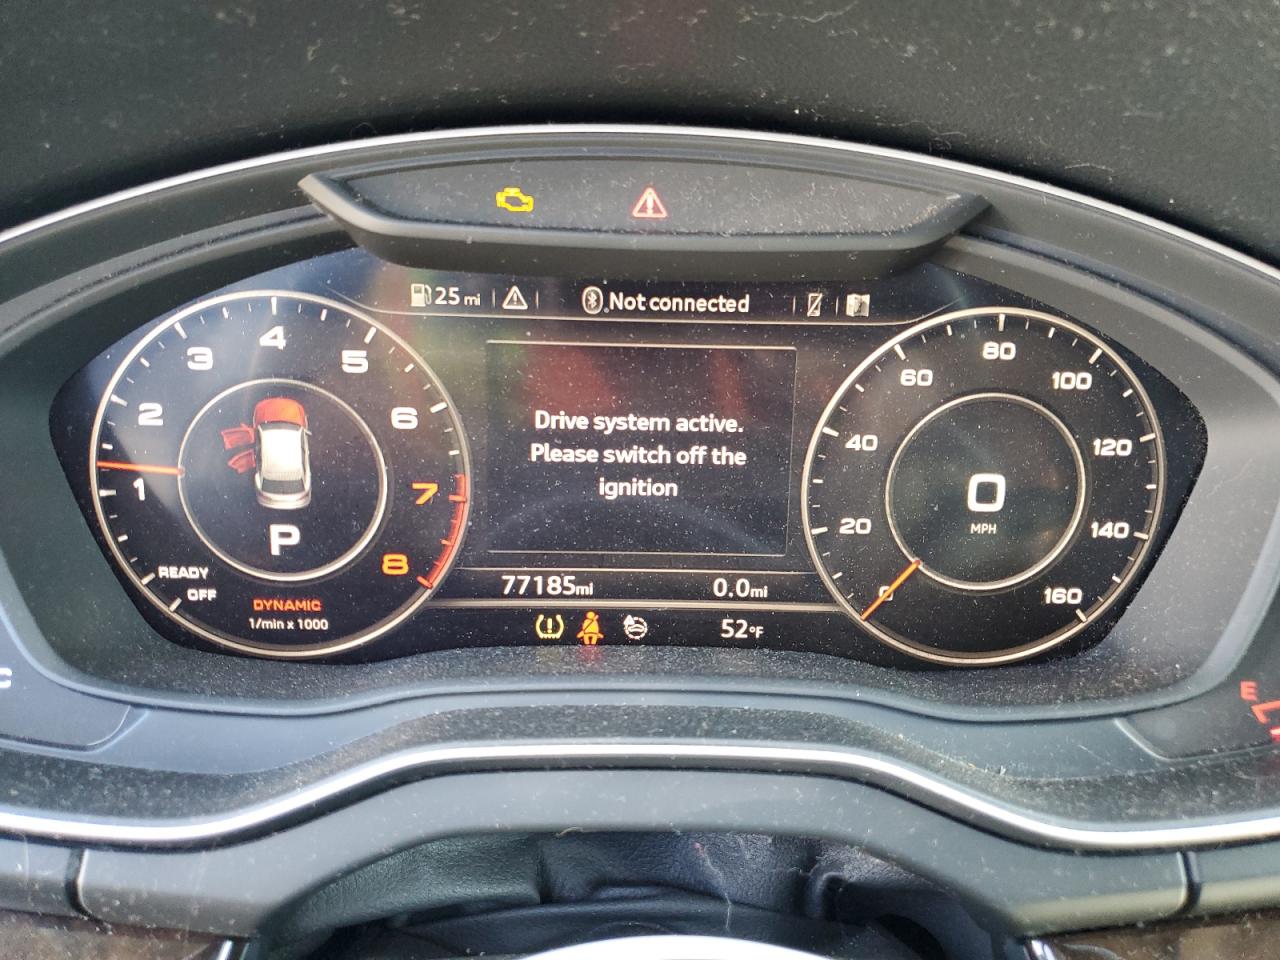 25 mi
Not connected
1
2
3
4
5
6
7
8
P
READY
OFF
DYNAMIC
1/min x 1000
Drive system active.
Please switch off the
ignition
77185mi
0.0mi
52°F
0
20
40
60
80
100
120
140
160
0
MPH
C
E